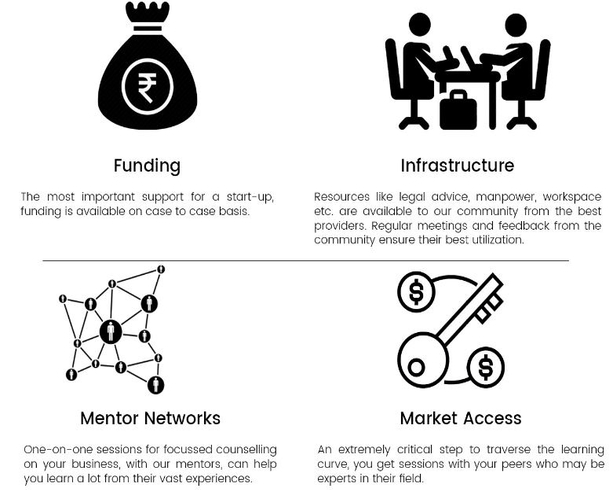 ₹
Funding
The most important support for a start-up,
funding is available on case to case basis.
Infrastructure
Resources like legal advice, manpower, workspace
etc. are available to our community from the best
providers. Regular meetings and feedback from the
community ensure their best utilization.
Mentor Networks
One-on-one sessions for focussed counselling
on your business, with our mentors, can help
you learn a lot from their vast experiences.
$
$
Market Access
An extremely critical step to traverse the learning
curve, you get sessions with your peers who may be
experts in their field.